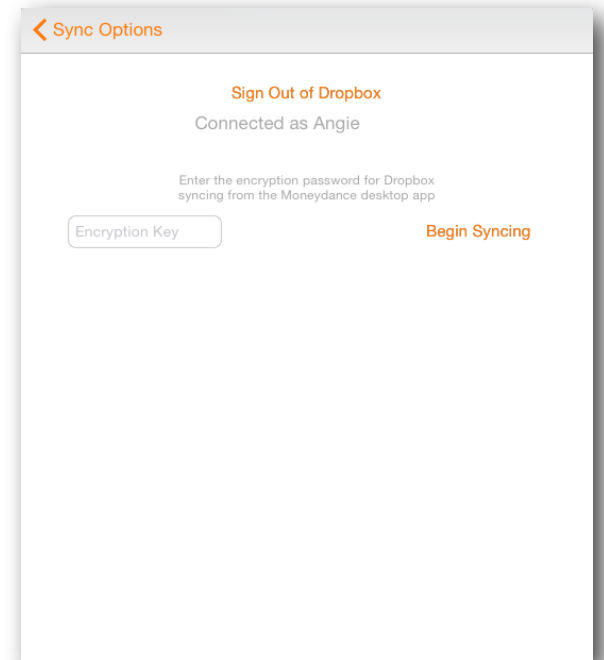 Sync Options
Sign Out of Dropbox
Connected as Angie
Enter the encryption password for Dropbox
syncing from the Moneydance desktop app
Encryption Key
Begin Syncing